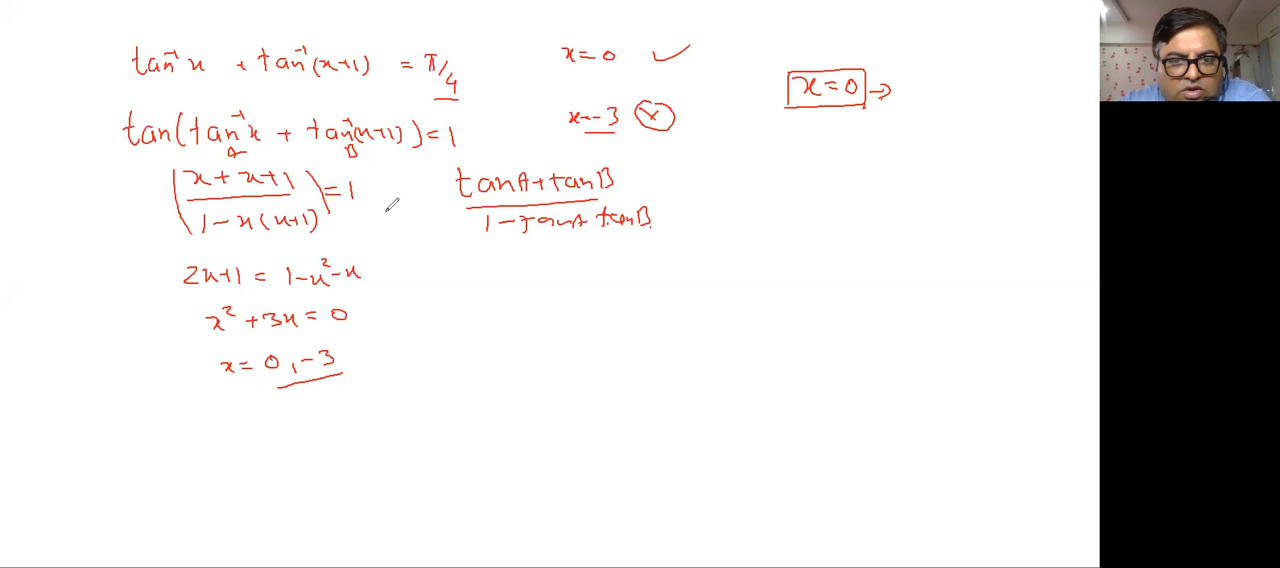 tan⁻¹x + tan⁻¹(x+1) = π/4
tan(tan⁻¹x + tan⁻¹(x+1)) = 1
A B
(x+x+1 / 1-x(x+1)) = 1
2x+1 = 1-x²-x
x²+3x = 0
x = 0, -3
x = 0 ✓
x = -3 ⊗
tanA+tanB / 1-tanA tanB
x = 0 →